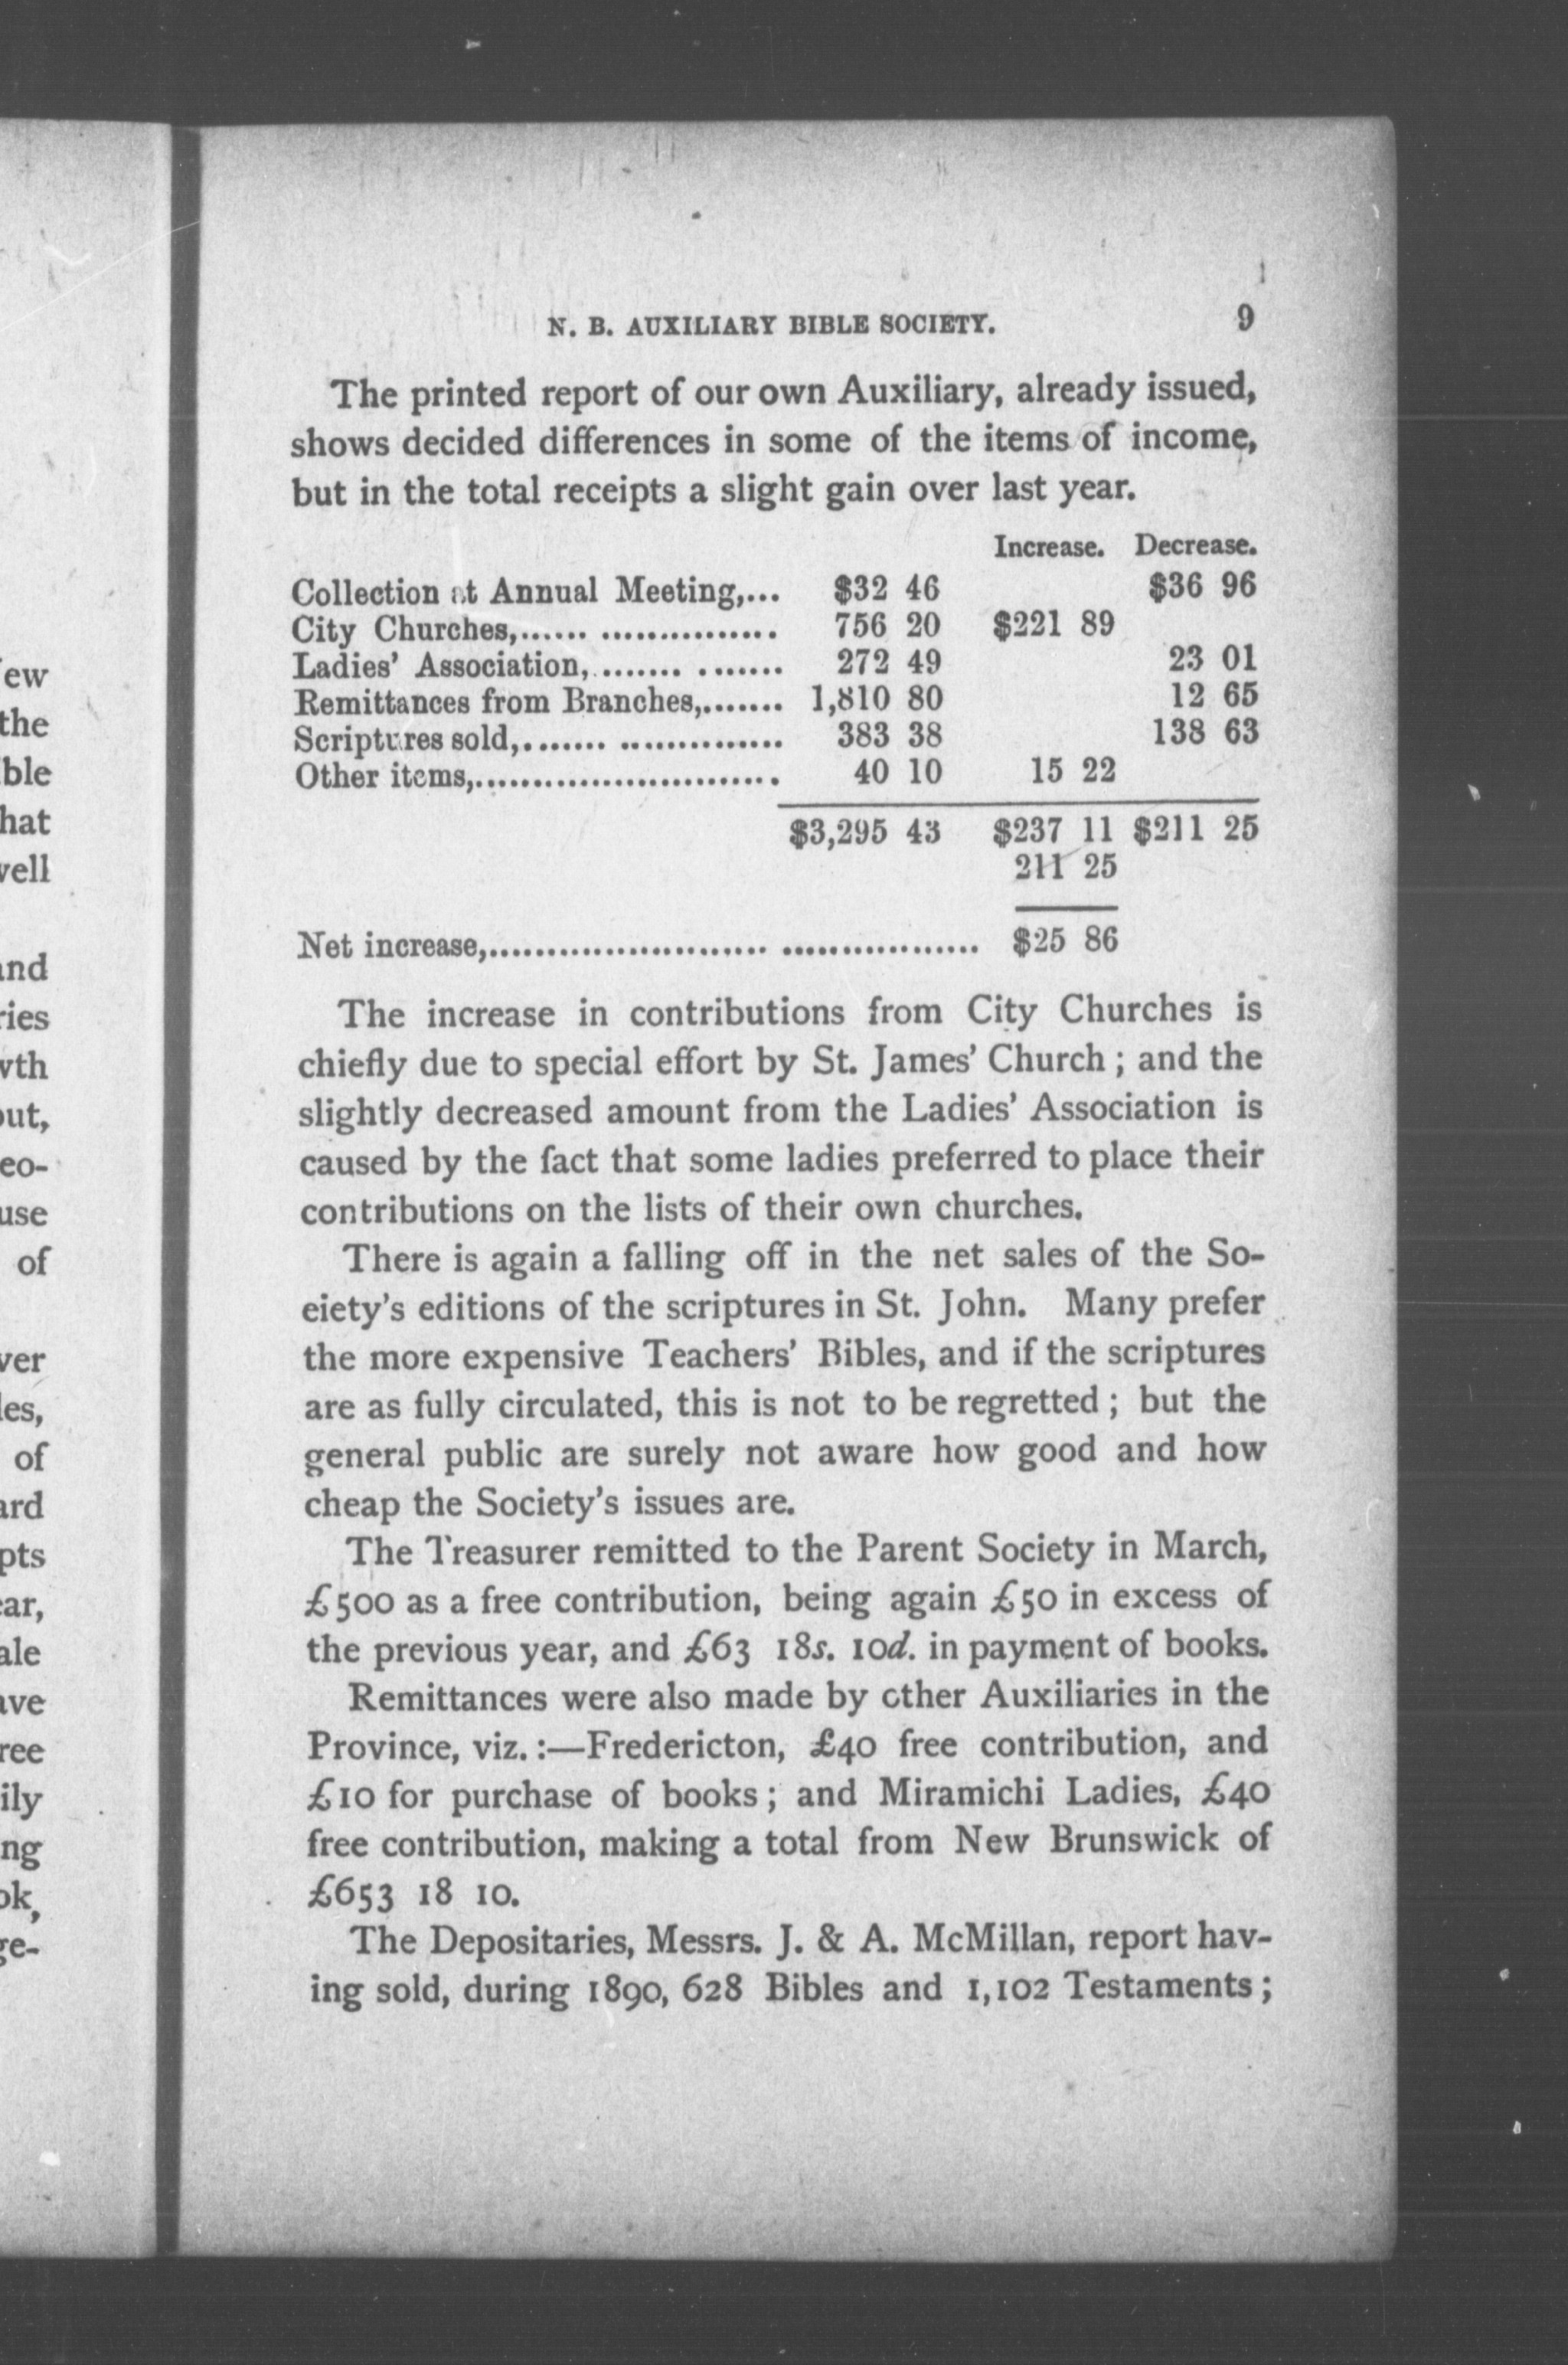 N. B. AUXILIARY BIBLE SOCIETY. 9
The printed report of our own Auxiliary, already issued,
shows decided differences in some of the items of income,
but in the total receipts a slight gain over last year.
Increase. Decrease.
Collection at Annual Meeting,... $32 46 $36 96
City Churches,...... ............... 756 20 $221 89
Ladies' Association,........ ....... 272 49 23 01
Remittances from Branches,....... 1,810 80 12 65
Scriptures sold,........ ............... 383 38 138 63
Other items,........................... 40 10 15 22
$3,295 43 $237 11 $211 25
211 25
Net increase,........................ ................. $25 86
The increase in contributions from City Churches is
chiefly due to special effort by St. James' Church ; and the
slightly decreased amount from the Ladies' Association is
caused by the fact that some ladies preferred to place their
contributions on the lists of their own churches.
There is again a falling off in the net sales of the So-
eiety's editions of the scriptures in St. John. Many prefer
the more expensive Teachers' Bibles, and if the scriptures
are as fully circulated, this is not to be regretted ; but the
general public are surely not aware how good and how
cheap the Society's issues are.
The Treasurer remitted to the Parent Society in March,
£500 as a free contribution, being again £50 in excess of
the previous year, and £63 18s. 10d. in payment of books.
Remittances were also made by other Auxiliaries in the
Province, viz. :—Fredericton, £40 free contribution, and
£10 for purchase of books ; and Miramichi Ladies, £40
free contribution, making a total from New Brunswick of
£653 18 10.
The Depositaries, Messrs. J. & A. McMillan, report hav-
ing sold, during 1890, 628 Bibles and 1,102 Testaments ;